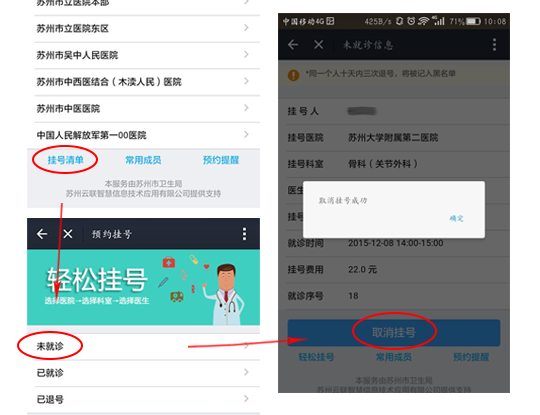 苏州市立医院本部
苏州市立医院东区
苏州市吴中人民医院
苏州市中西医结合（木渎人民）医院
苏州市中医医院
中国人民解放军第一00医院
挂号清单 常用成员 预约提醒
本服务由苏州市卫生局
苏州云联智慧信息技术应用有限公司提供支持
预约挂号
轻松挂号
选择医院→选择科室→选择医生
未就诊
已就诊
已退号
中国移动4G 425B/s 71% 10:08
未就诊信息
*同一个人十天内三次退号，将被记入黑名单
挂号人
挂号医院 苏州大学附属第二医院
挂号科室 骨科（关节外科）
医生
挂号
取消挂号成功
确定
就诊时间 2015-12-08 14:00-15:00
挂号费用 22.0 元
就诊序号 18
取消挂号
轻松挂号 常用成员 预约提醒
本服务由苏州市卫生局
苏州云联智慧信息技术应用有限公司提供支持